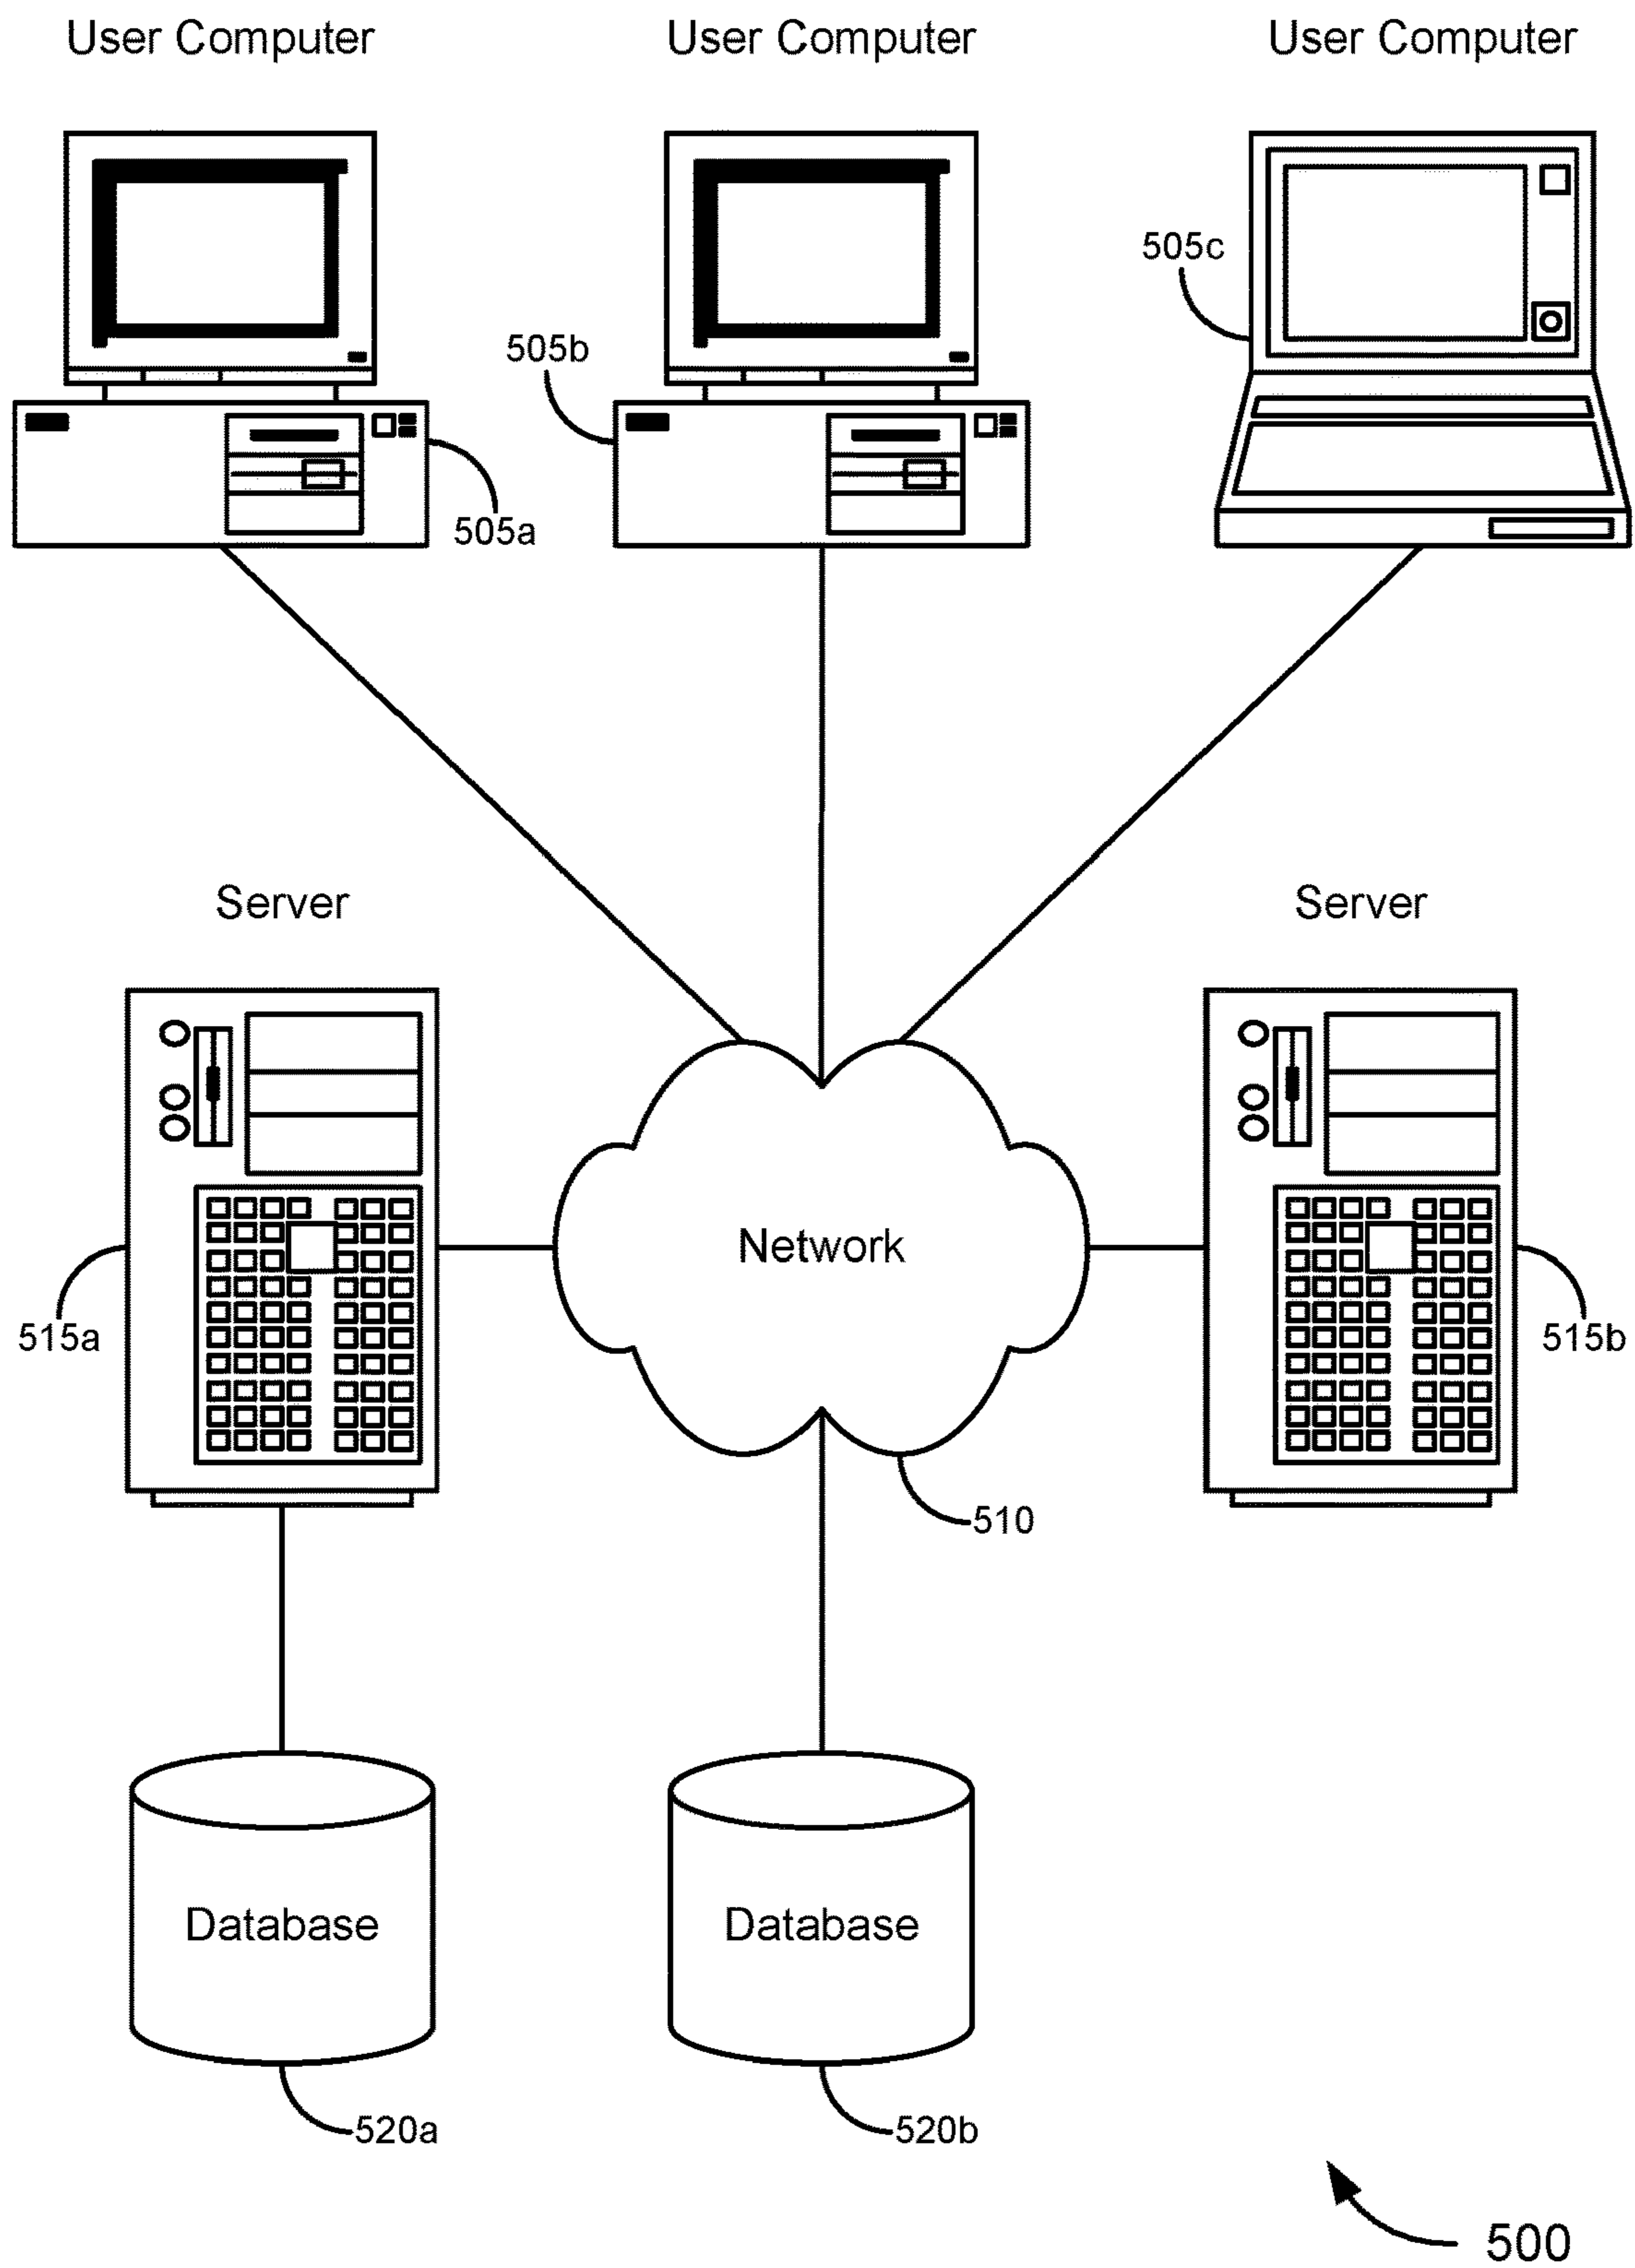 User Computer
User Computer
User Computer
505c
505b
505a
Server
Server
Network
515a
515b
510
Database
Database
520a
520b
500